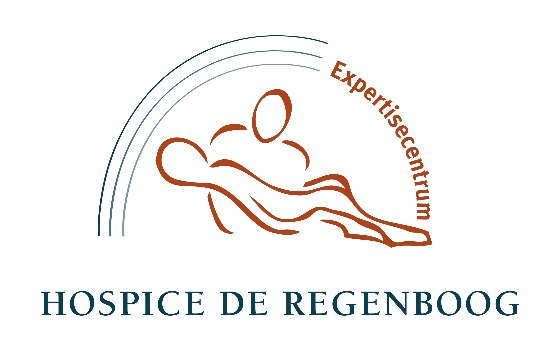 Expertisecentrum
HOSPICE DE REGENBOOG